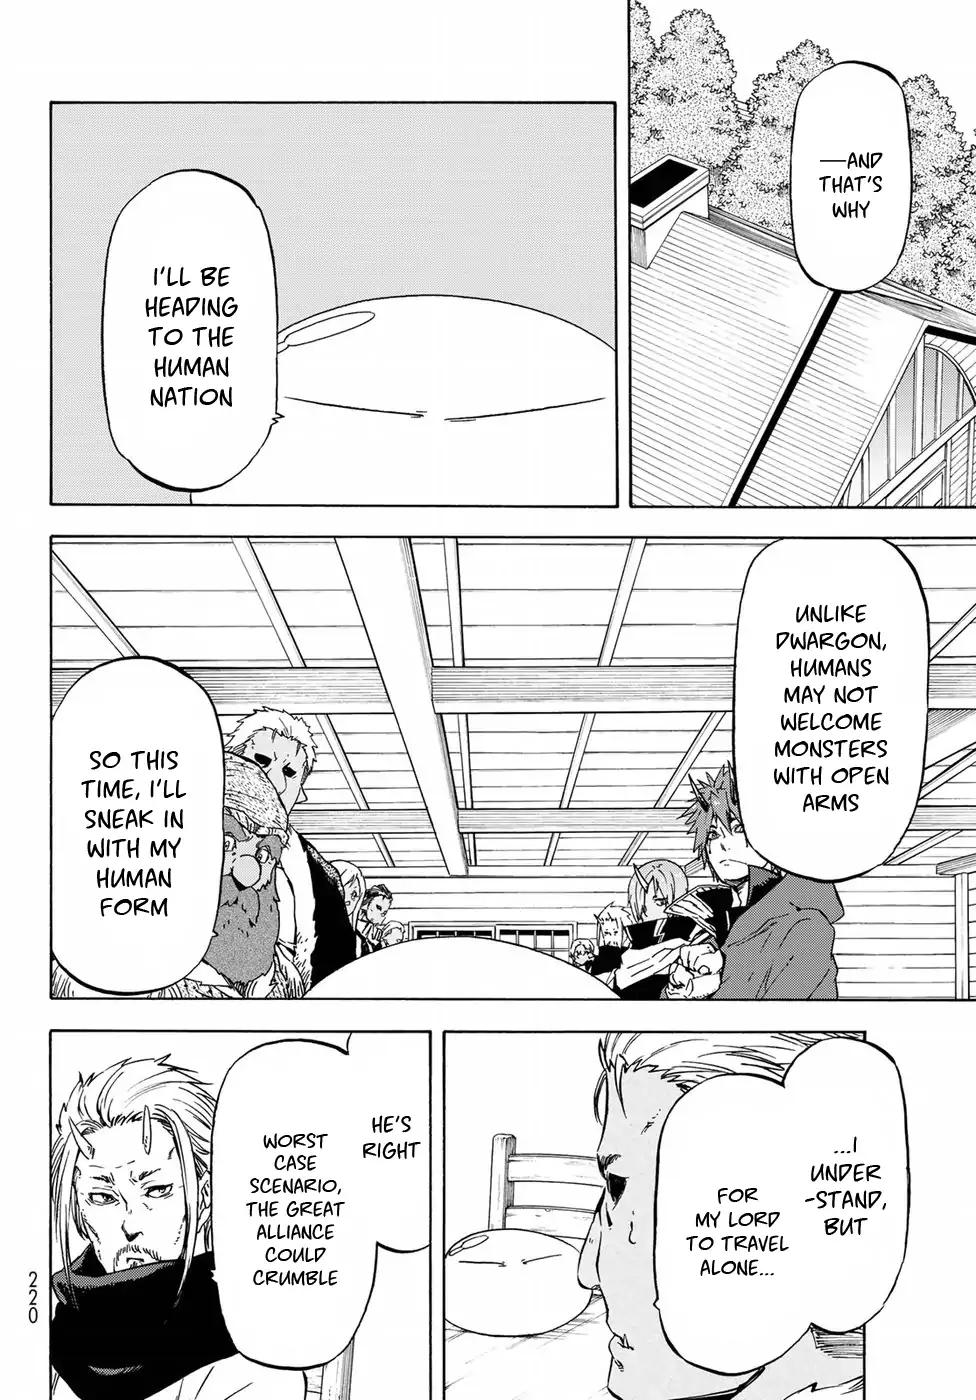 —AND
THAT'S
WHY
I'LL BE
HEADING
TO THE
HUMAN
NATION
UNLIKE
DWARGON,
HUMANS
MAY NOT
WELCOME
MONSTERS
WITH OPEN
ARMS
SO THIS
TIME, I'LL
SNEAK IN
WITH MY
HUMAN
FORM
...I
UNDER
-STAND,
BUT
FOR
MY LORD
TO TRAVEL
ALONE...
HE'S
RIGHT
WORST
CASE
SCENARIO,
THE GREAT
ALLIANCE
COULD
CRUMBLE
220